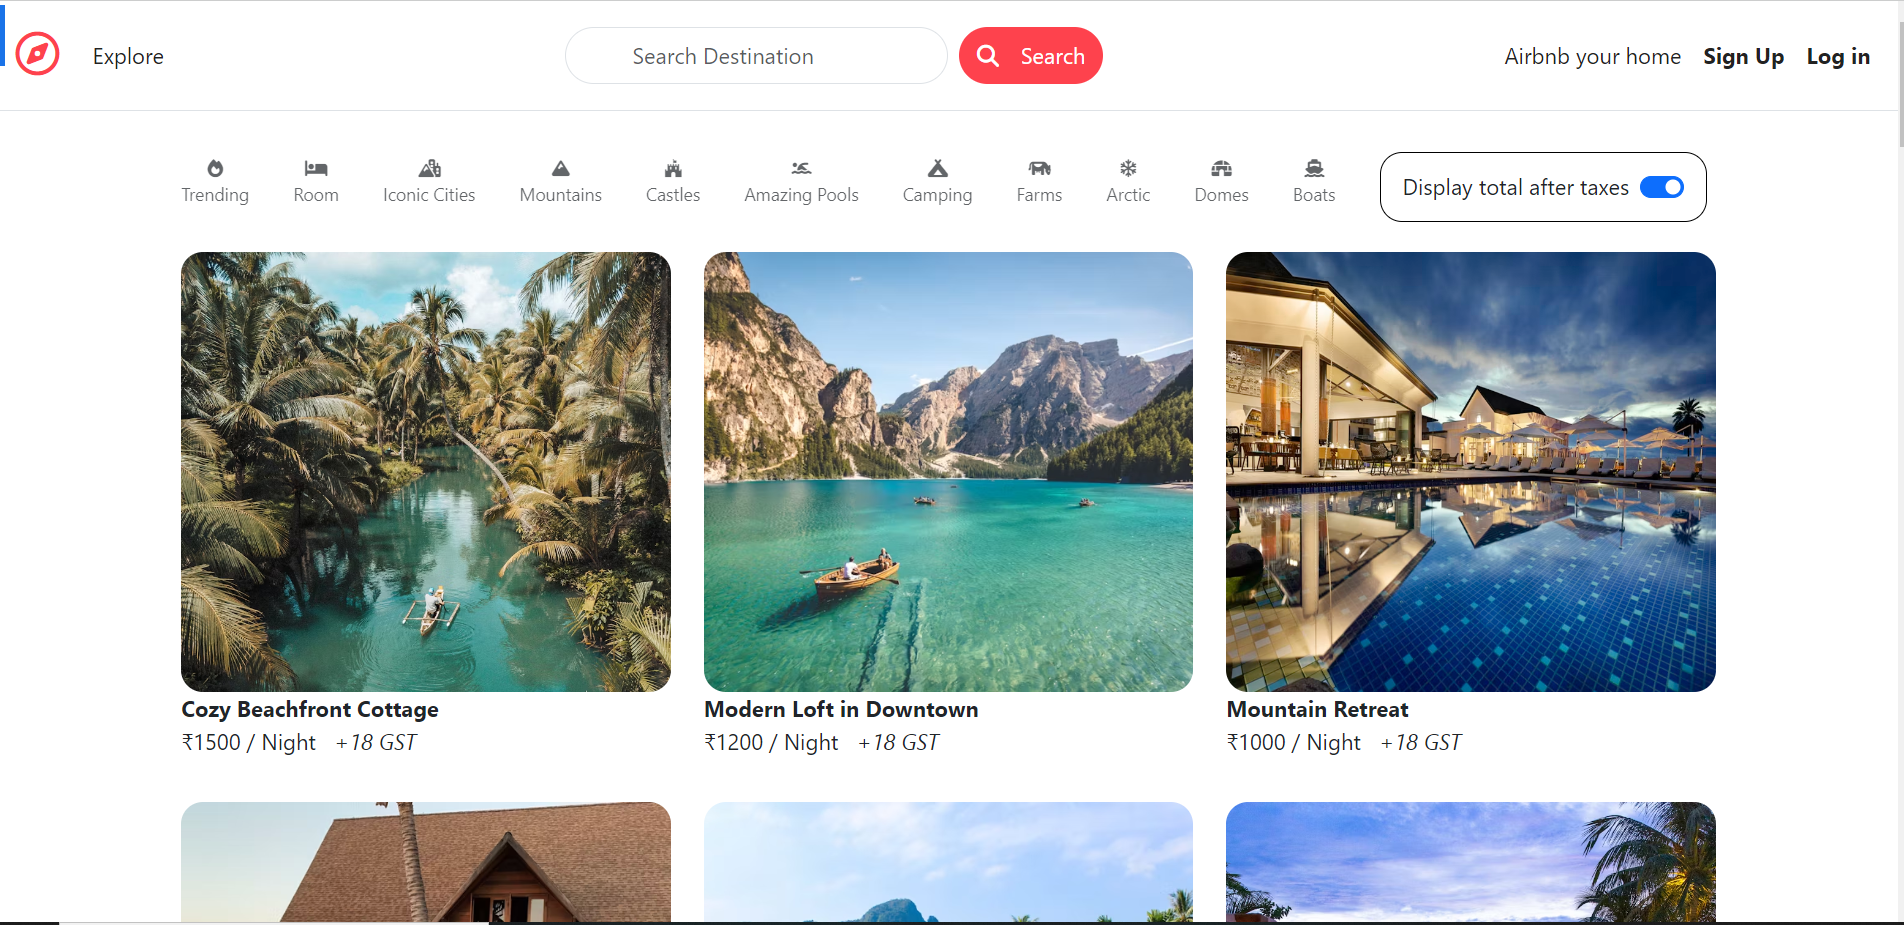 Explore
Search Destination
Search
Airbnb your home
Sign Up
Log in
Trending
Room
Iconic Cities
Mountains
Castles
Amazing Pools
Camping
Farms
Arctic
Domes
Boats
Display total after taxes
Cozy Beachfront Cottage
₹1500 / Night +18 GST
Modern Loft in Downtown
₹1200 / Night +18 GST
Mountain Retreat
₹1000 / Night +18 GST